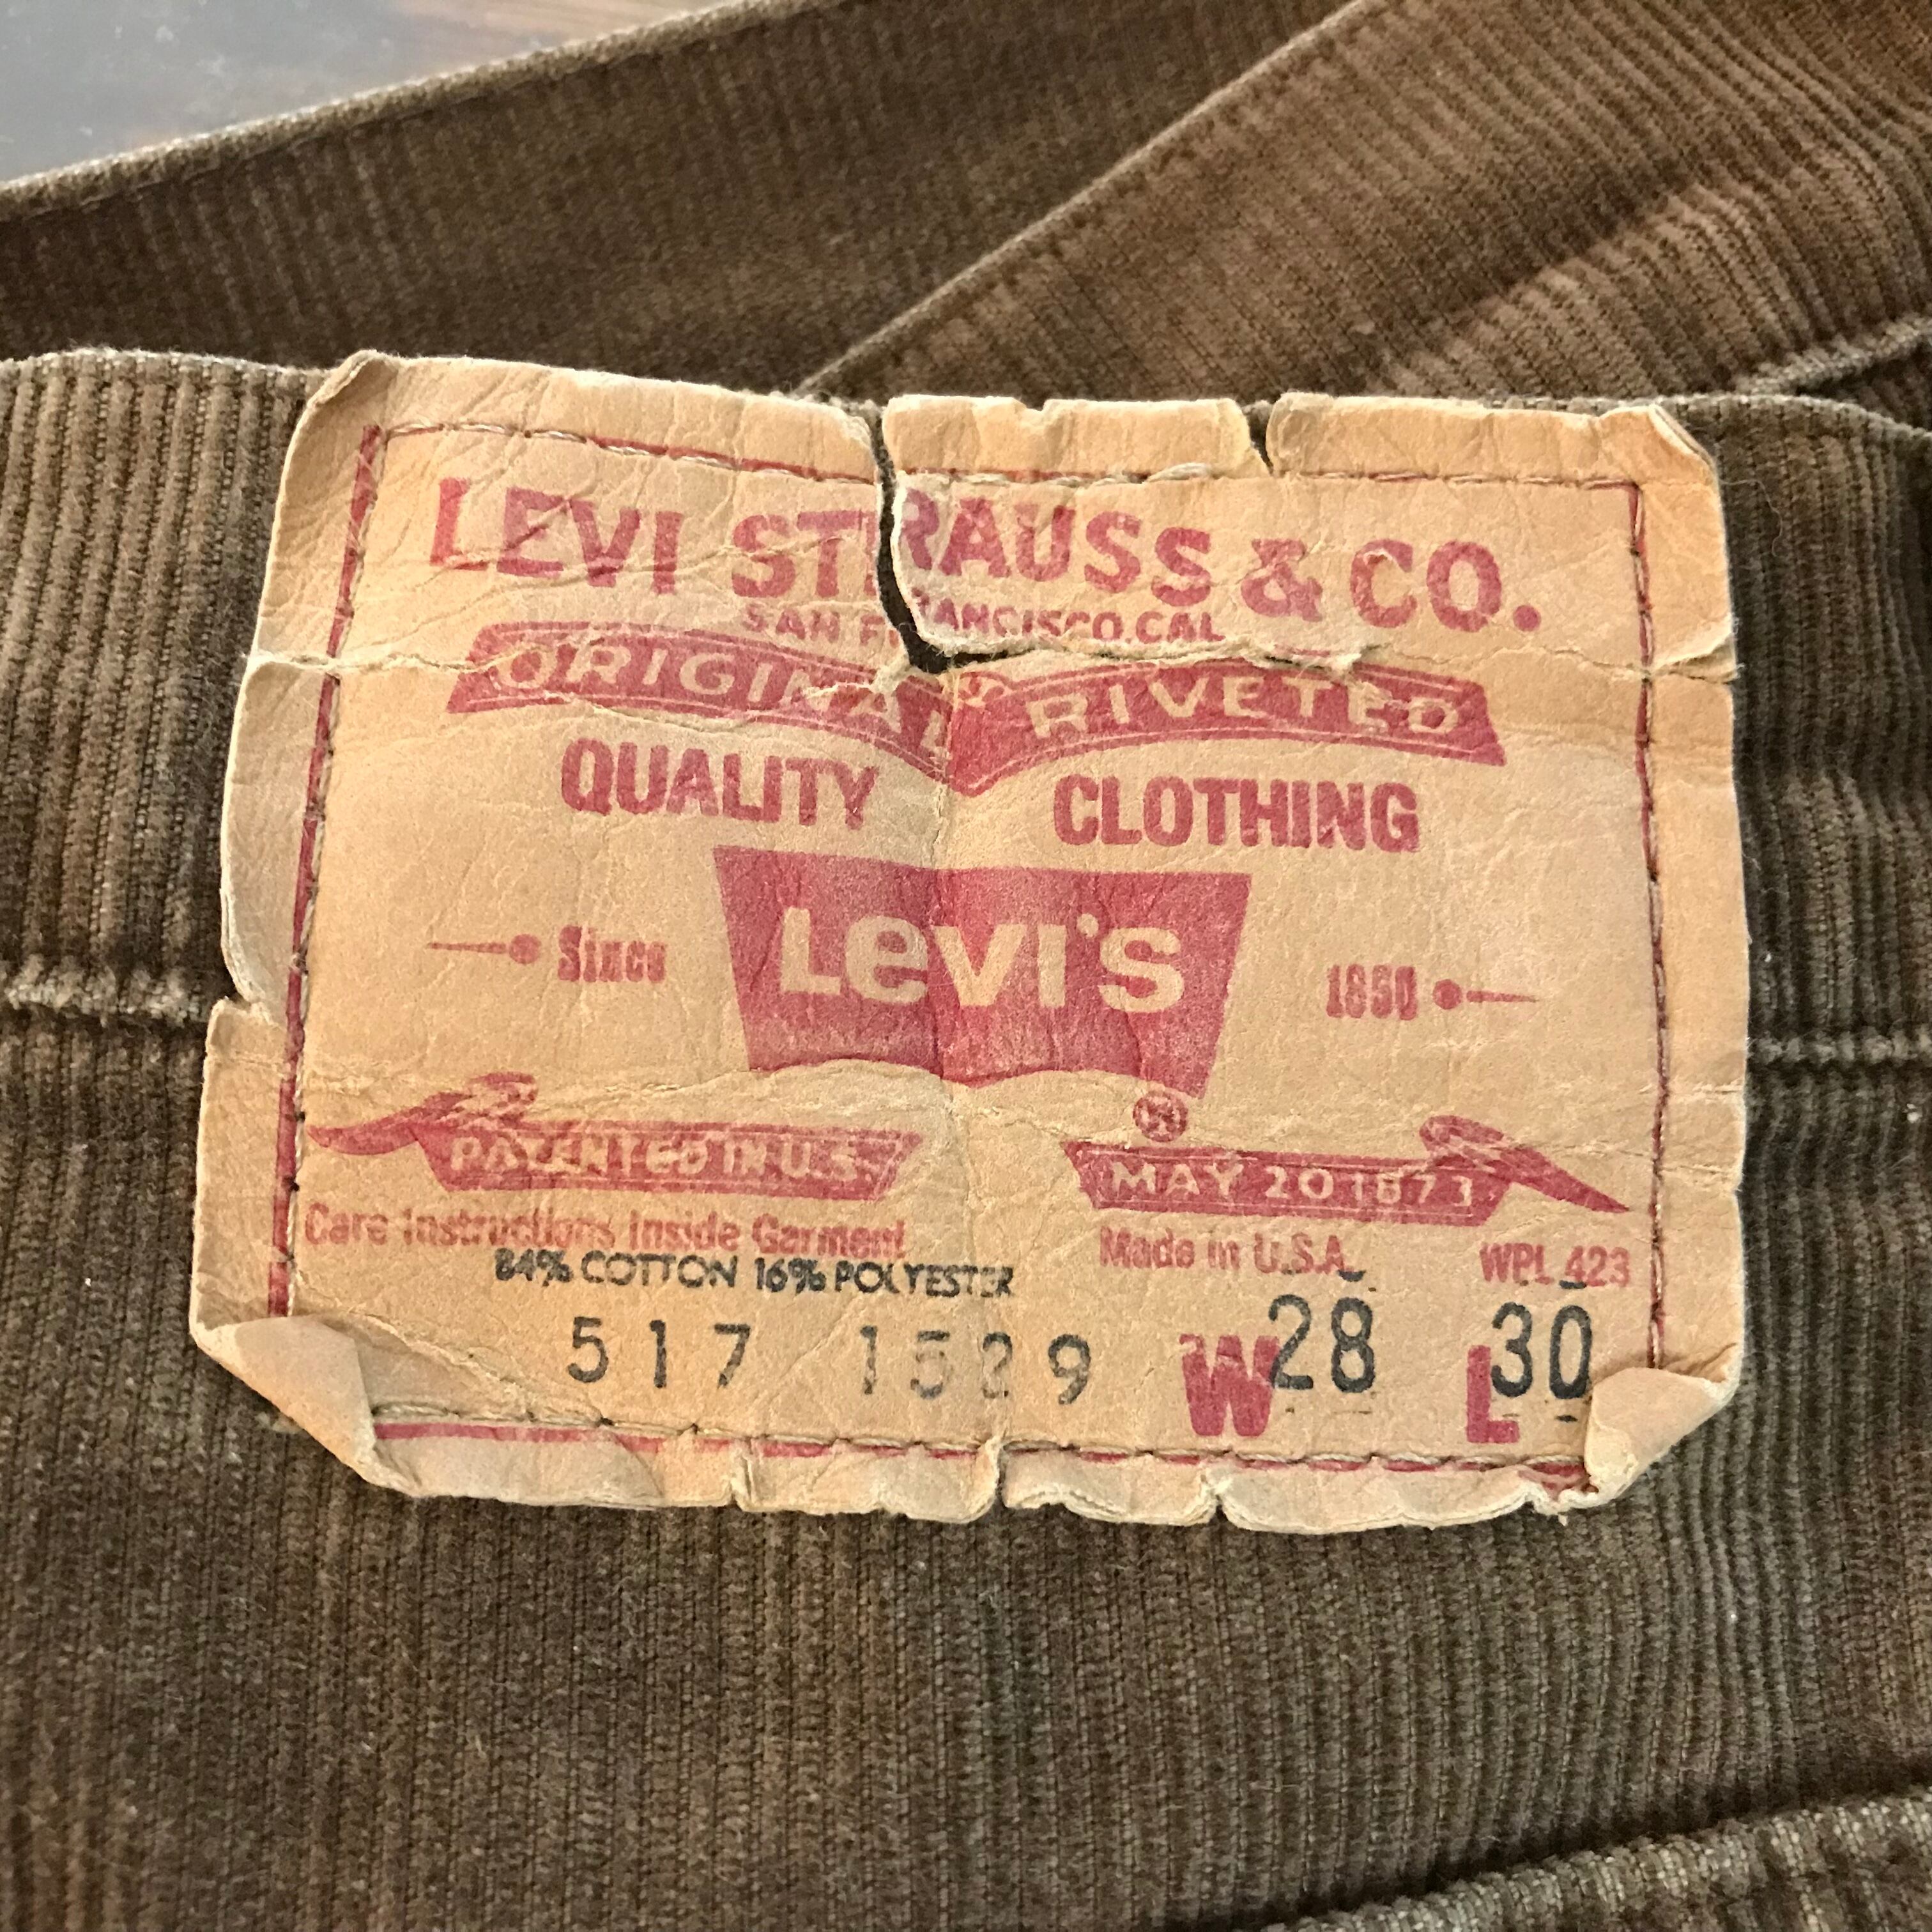 LEVI STRAUSS & CO.
SAN FRANCISCO, CAL
ORIGINAL RIVETED
QUALITY CLOTHING
Since Levi's 1850
®
PATENTED IN U.S. MAY 20 1873
Care Instructions Inside Garment Made in U.S.A. WPL 423
84% COTTON 16% POLYESTER
517 1529 W 28 L 30